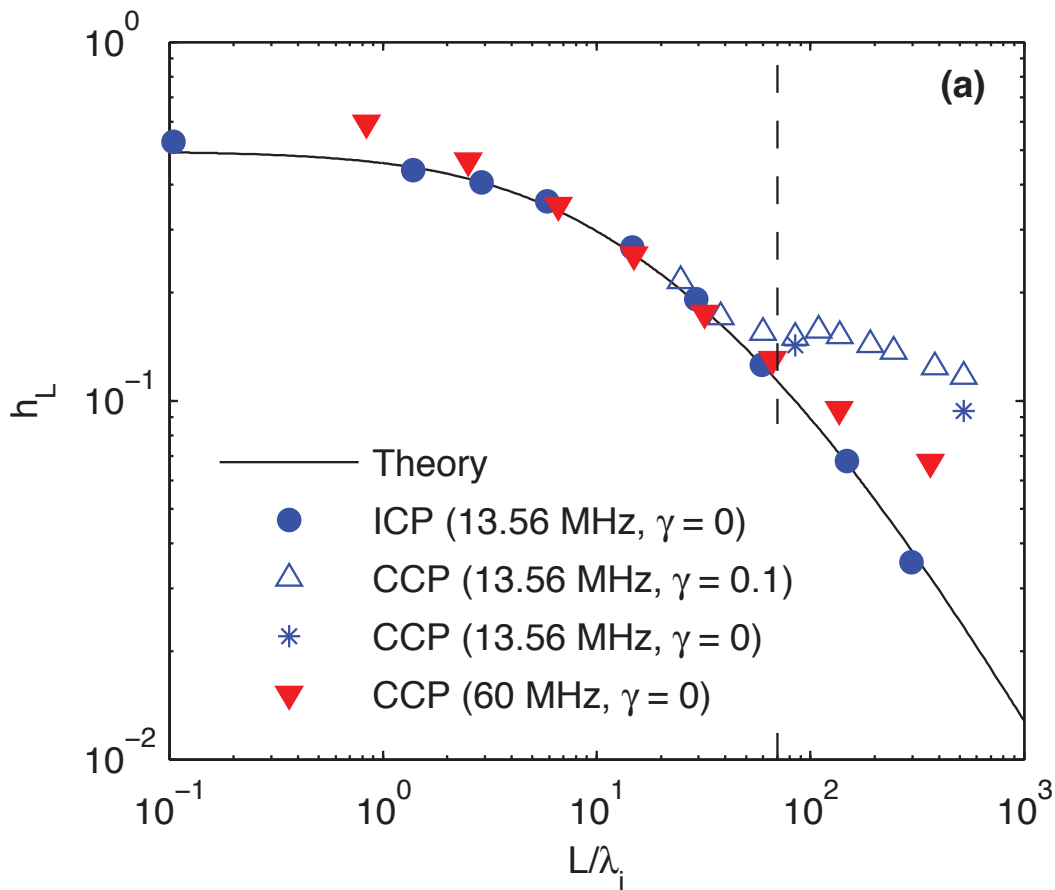 10^0
(a)
h_L
10^-1
Theory
ICP (13.56 MHz, γ = 0)
CCP (13.56 MHz, γ = 0.1)
CCP (13.56 MHz, γ = 0)
CCP (60 MHz, γ = 0)
10^-2
10^-1 10^0 10^1 10^2 10^3
L/λ_i